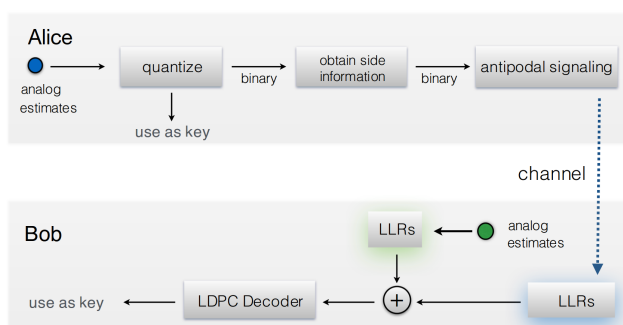 Alice
analog
estimates
quantize
binary
obtain side
information
binary
antipodal signaling
use as key
channel
Bob
LLRs
analog
estimates
use as key
LDPC Decoder
+
LLRs